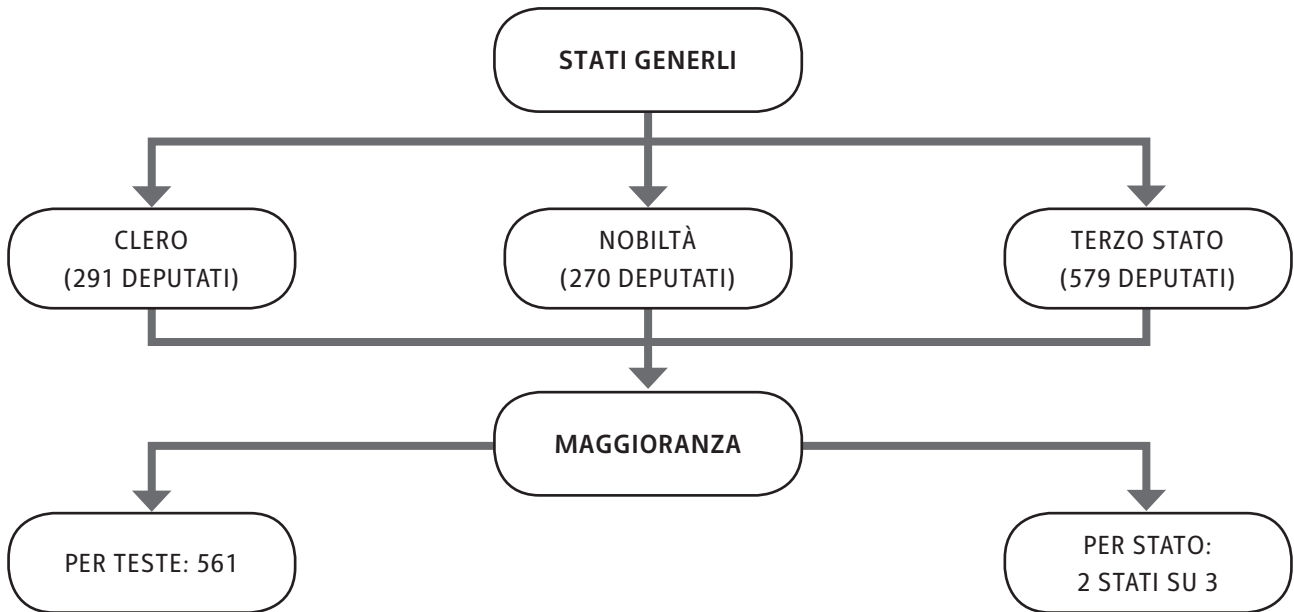 STATI GENERLI
CLERO
(291 DEPUTATI)
NOBILTÀ
(270 DEPUTATI)
TERZO STATO
(579 DEPUTATI)
MAGGIORANZA
PER TESTE: 561
PER STATO:
2 STATI SU 3